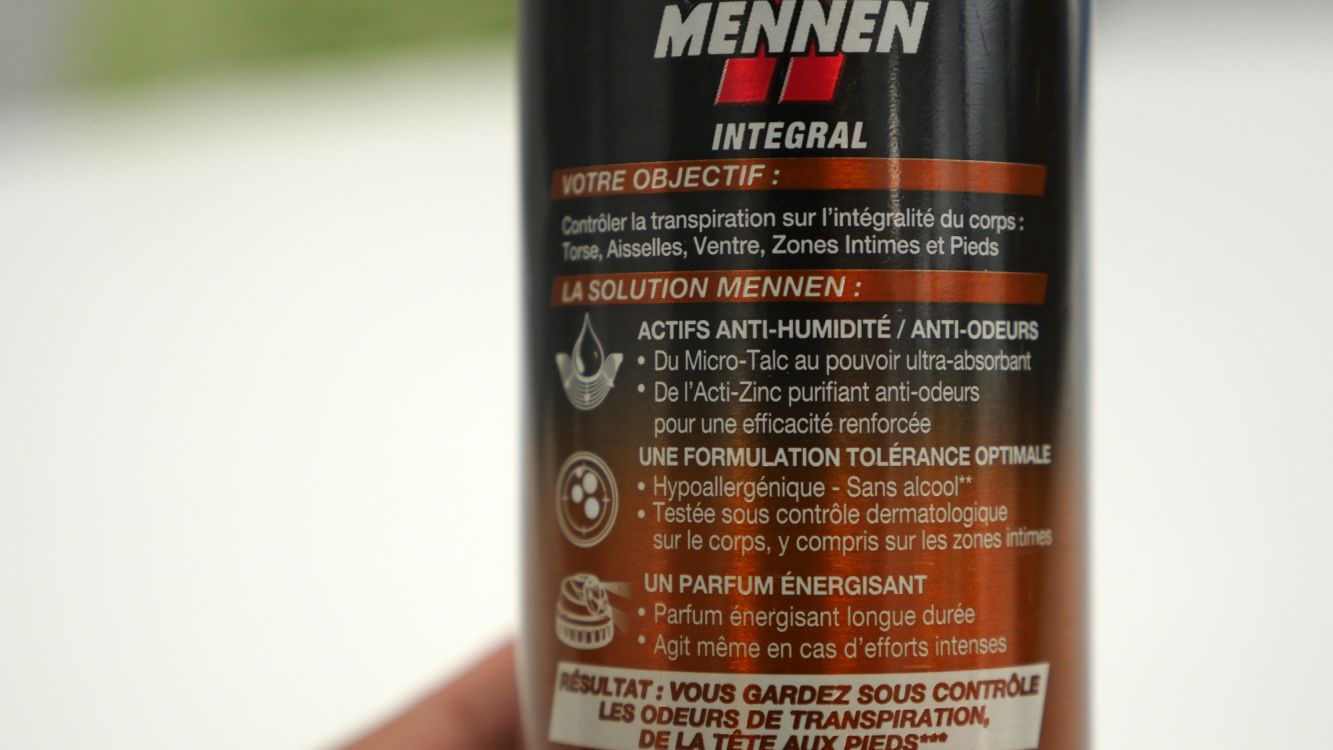 MENNEN
INTEGRAL
VOTRE OBJECTIF :
Contrôler la transpiration sur l'intégralité du corps :
Torse, Aisselles, Ventre, Zones Intimes et Pieds
LA SOLUTION MENNEN :
ACTIFS ANTI-HUMIDITÉ / ANTI-ODEURS
• Du Micro-Talc au pouvoir ultra-absorbant
• De l'Acti-Zinc purifiant anti-odeurs
pour une efficacité renforcée
UNE FORMULATION TOLÉRANCE OPTIMALE
• Hypoallergénique - Sans alcool**
• Testée sous contrôle dermatologique
sur le corps, y compris sur les zones intimes
UN PARFUM ÉNERGISANT
• Parfum énergisant longue durée
• Agit même en cas d'efforts intenses
RÉSULTAT : VOUS GARDEZ SOUS CONTRÔLE
LES ODEURS DE TRANSPIRATION,
DE LA TÊTE AUX PIEDS***